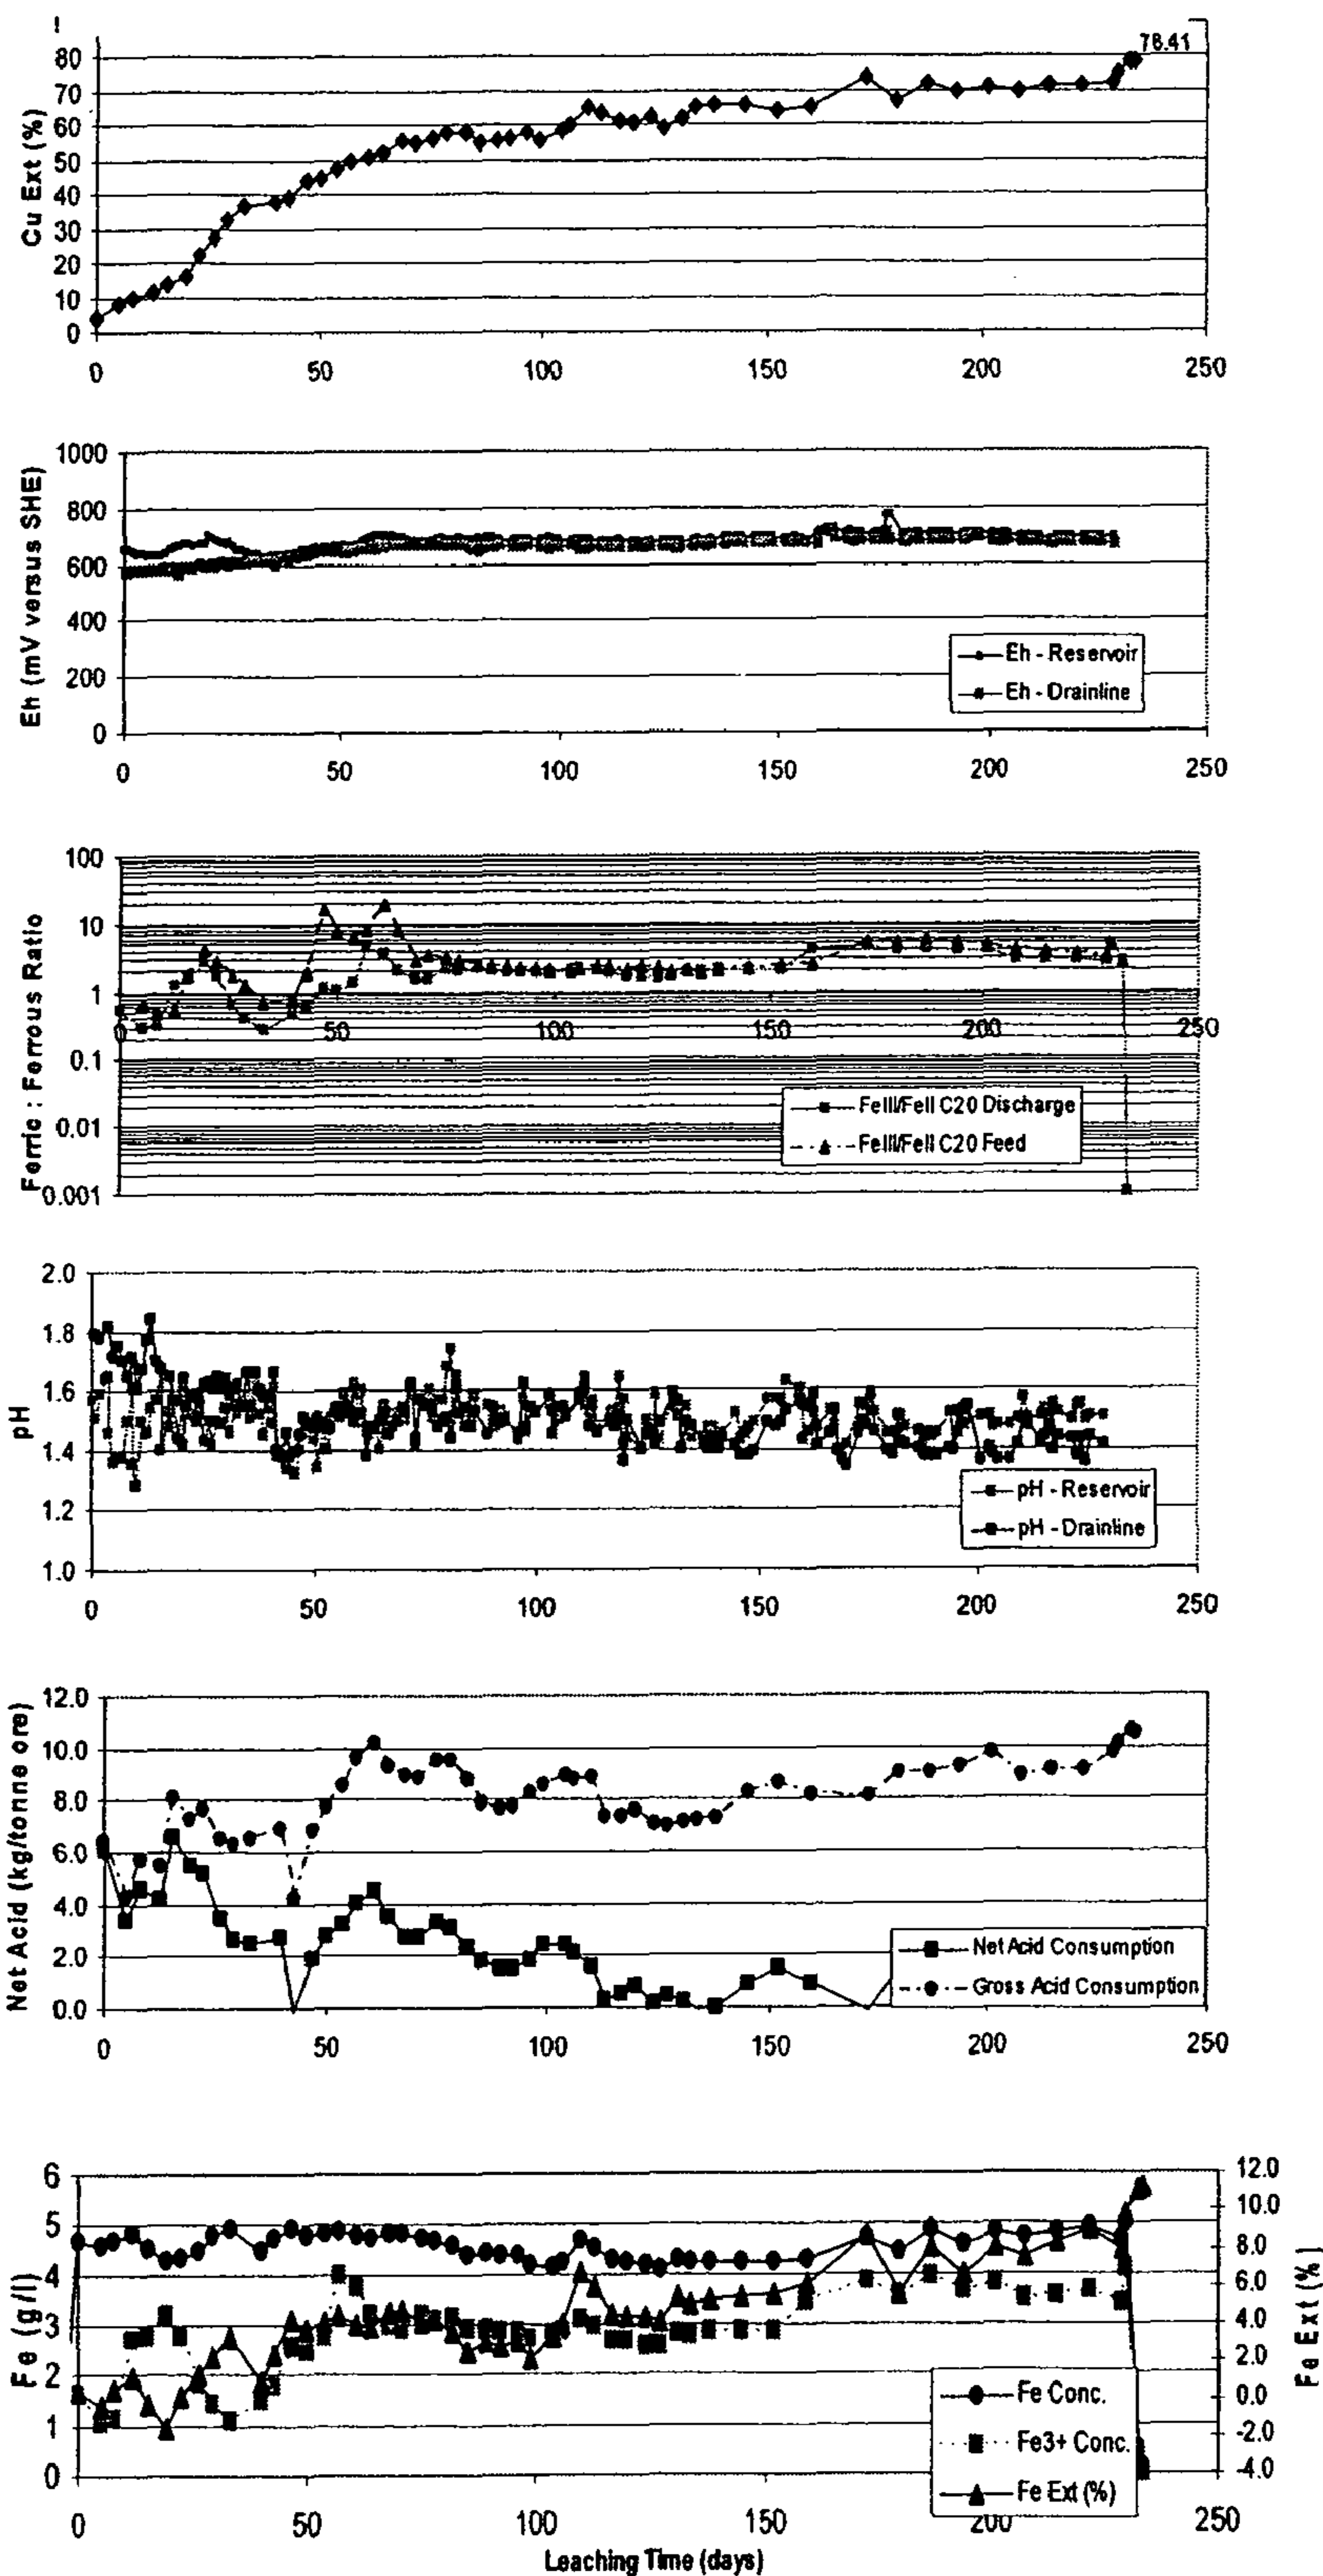 78.41
80
70
60
50
40
30
20
10
0
Cu Ext (%)
0 50 100 150 200 250
1000
800
600
400
200
0
Eh (mV versus SHE)
Eh - Reservoir
Eh - Drainline
0 50 100 150 200 250
100
10
1
0.1
0.01
0.001
Ferric : Ferrous Ratio
0 50 100 150 200 250
FeIII/FeII C20 Discharge
FeIII/FeII C20 Feed
2.0
1.8
1.6
1.4
1.2
1.0
pH
pH - Reservoir
pH - Drainline
0 50 100 150 200 250
12.0
10.0
8.0
6.0
4.0
2.0
0.0
Net Acid (kg/tonne ore)
Net Acid Consumption
Gross Acid Consumption
0 50 100 150 200 250
6
5
4
3
2
1
0
Fe (g/l)
12.0
10.0
8.0
6.0
4.0
2.0
0.0
-2.0
-4.0
Fe Ext (%)
Fe Conc.
Fe3+ Conc.
Fe Ext (%)
0 50 100 150 200 250
Leaching Time (days)